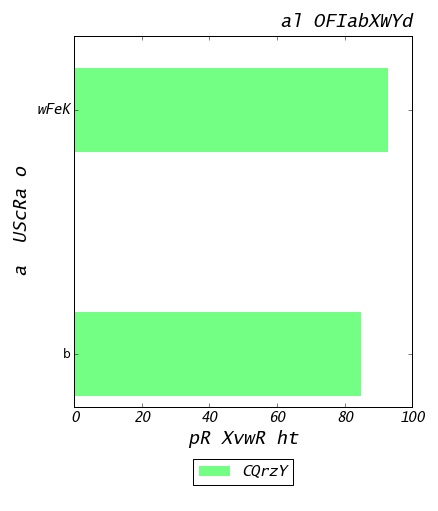 al OFIabXWYd
wFeK
a  UScRa o
b
0 20 40 60 80 100
pR XvwR ht
CQrzY